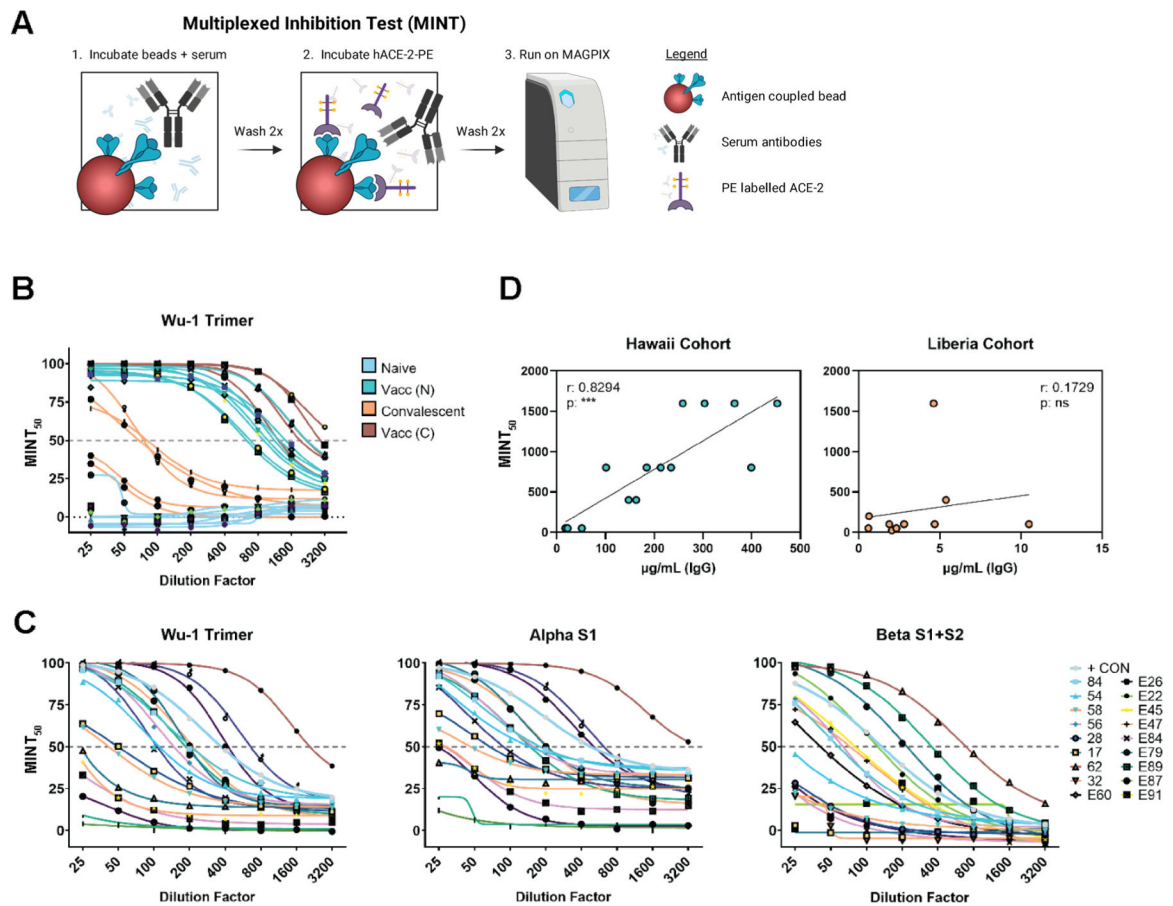 A
Multiplexed Inhibition Test (MINT)
1. Incubate beads + serum
2. Incubate hACE-2-PE
3. Run on MAGPIX
Legend
Wash 2x
Wash 2x
Antigen coupled bead
Serum antibodies
PE labelled ACE-2
B
Wu-1 Trimer
MINT50
100
75
50
25
0
25
50
100
200
400
800
1600
3200
Dilution Factor
Naive
Vacc (N)
Convalescent
Vacc (C)
D
Hawaii Cohort
MINT50
2000
1500
1000
500
0
r: 0.8294
p: ***
100
200
300
400
500
µg/mL (IgG)
Liberia Cohort
2000
1500
1000
500
0
r: 0.1729
p: ns
5
10
15
µg/mL (IgG)
C
Wu-1 Trimer
MINT50
100
75
50
25
0
25
50
100
200
400
800
1600
3200
Dilution Factor
Alpha S1
100
75
50
25
0
25
50
100
200
400
800
1600
3200
Dilution Factor
Beta S1+S2
100
75
50
25
0
25
50
100
200
400
800
1600
3200
Dilution Factor
+ CON
84
54
58
56
28
17
62
32
E60
E26
E22
E45
E47
E84
E79
E89
E87
E91